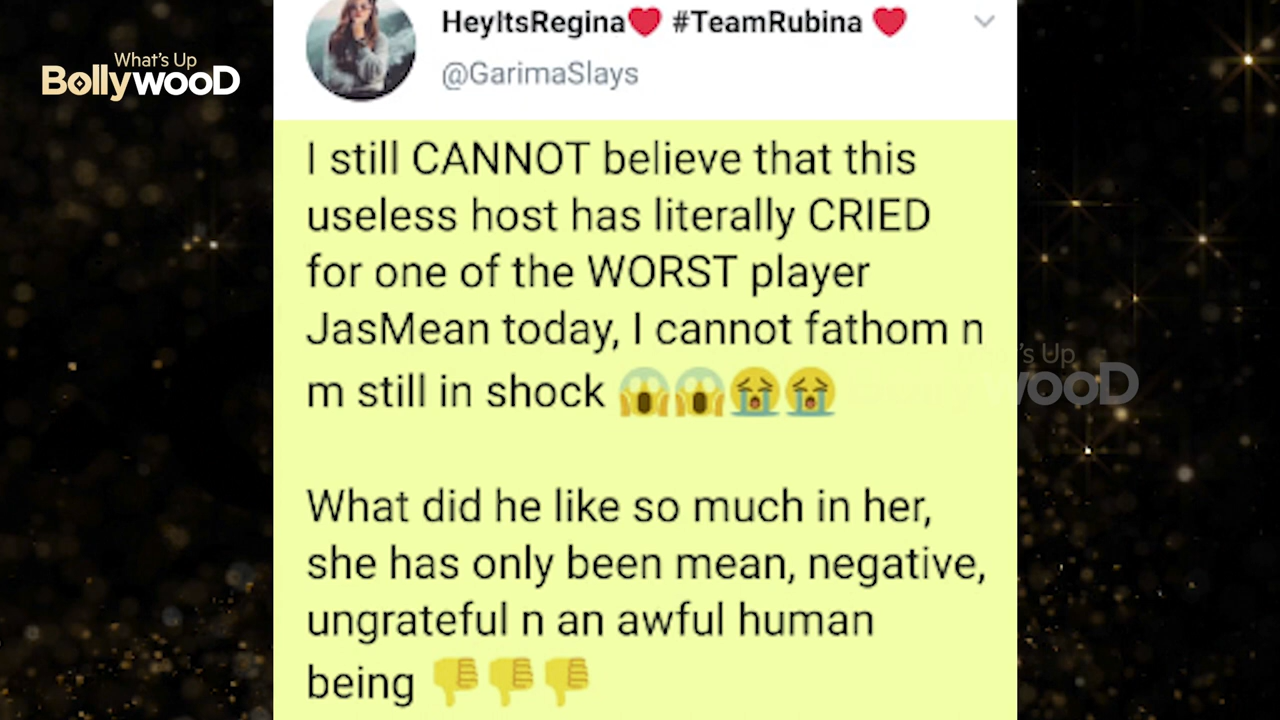 What's Up
BollywooD
HeyItsRegina❤️ #TeamRubina ❤️
@GarimaSlays
I still CANNOT believe that this
useless host has literally CRIED
for one of the WORST player
JasMean today, I cannot fathom n
m still in shock 😱😱😭😭
What did he like so much in her,
she has only been mean, negative,
ungrateful n an awful human
being 👎👎👎
's Up
wooD